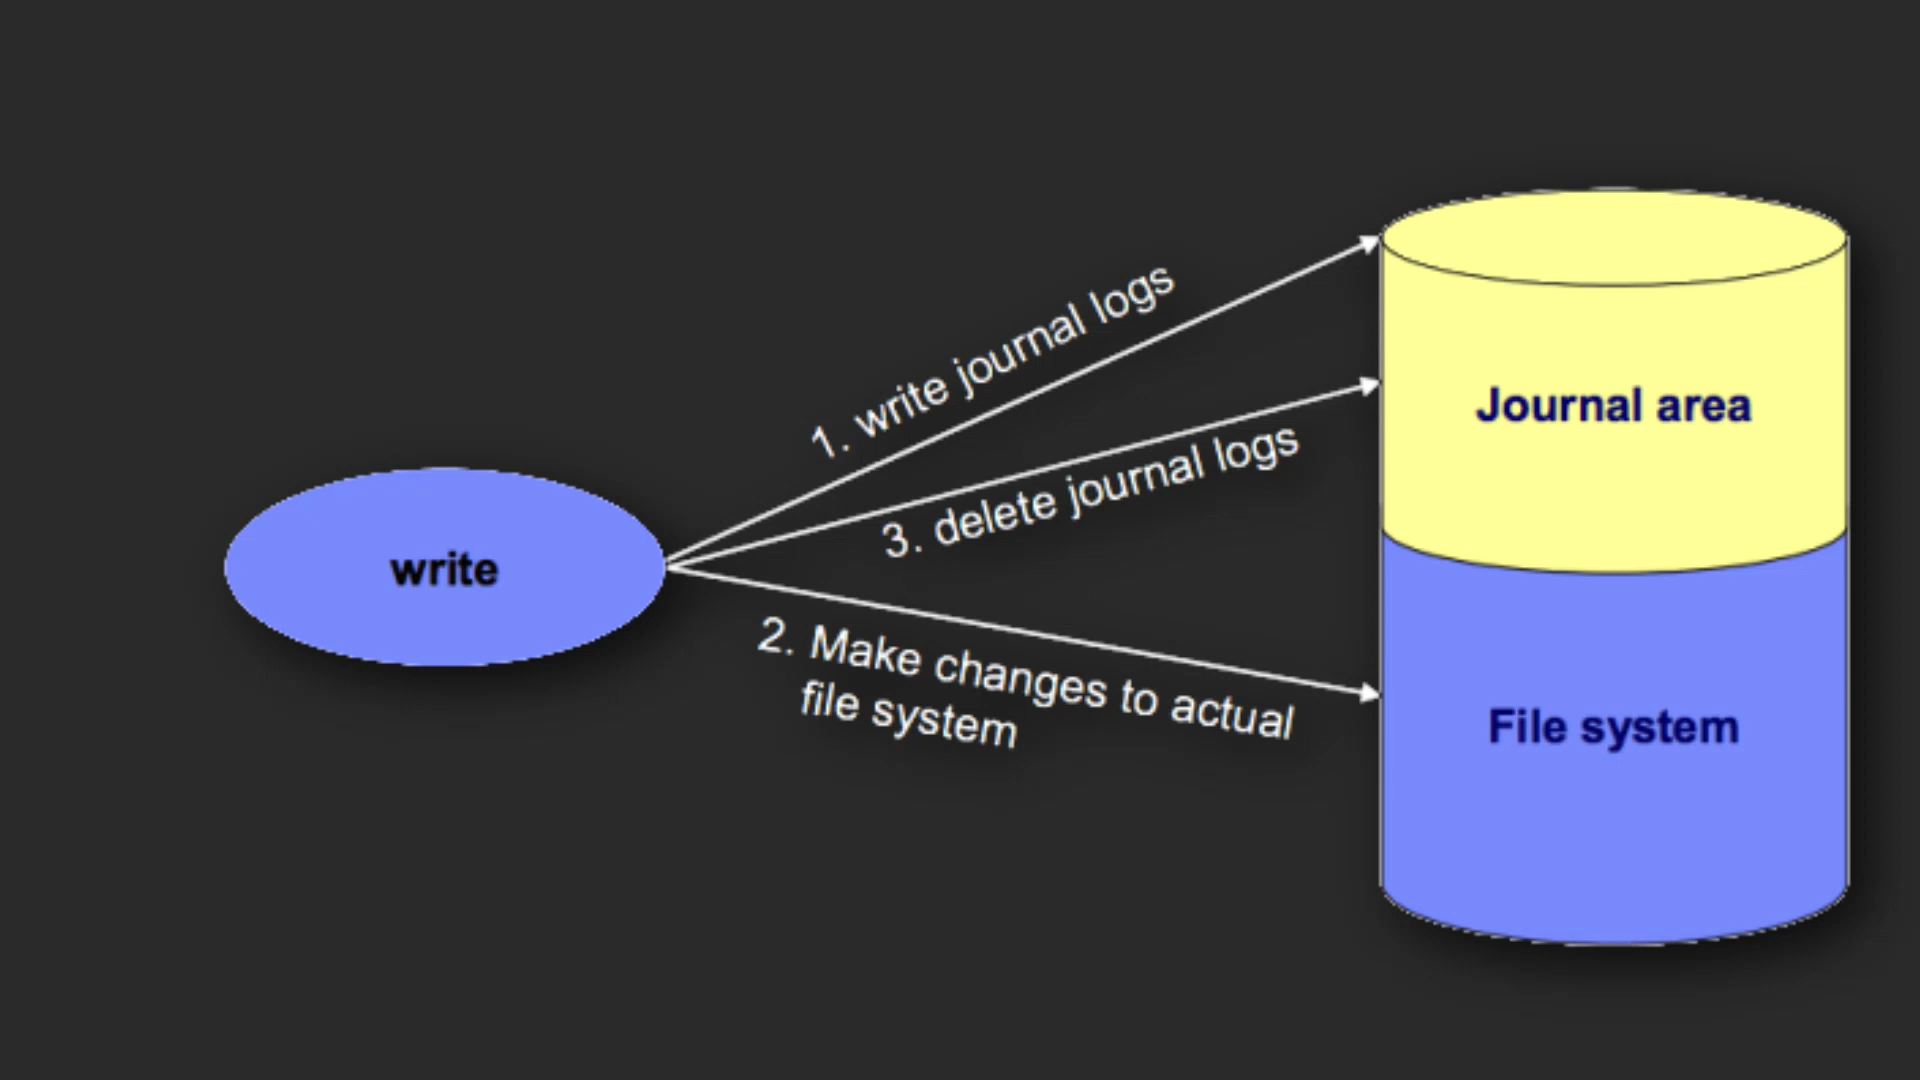 1. write journal logs
Journal area
3. delete journal logs
write
2. Make changes to actual
file system
File system